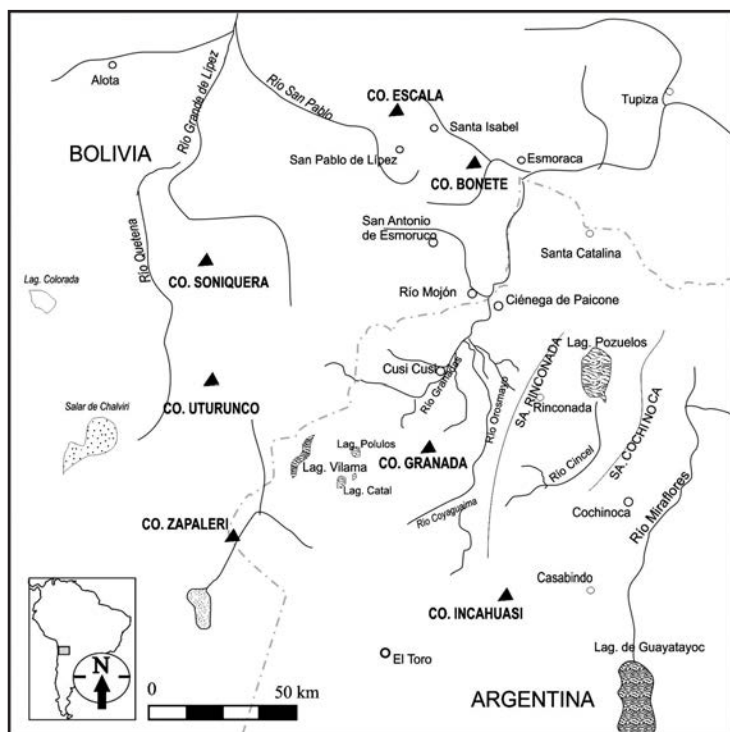 CO. ESCALA
Río San Pablo
Río Grande de Lípez
Alota
Tupiza
Santa Isabel
BOLIVIA
San Pablo de Lípez
Esmoraca
CO. BONETE
San Antonio
de Esmoruco
Río Quetena
Santa Catalina
Lag. Colorada
CO. SONIQUERA
Río Mojón
Ciénega de Paicone
Lag. Pozuelos
Cusi Cusi
Río Granadas
Río Orosmayo
SA. RINCONADA
SA. COCHINOCA
CO. UTURUNCO
Rinconada
Salar de Chalviri
Lag. Polulos
CO. GRANADA
Lag. Vilama
Río Cincel
Lag. Catal
Río Coyaguaima
Cochinoca
Río Miraflores
CO. ZAPALERI
Casabindo
CO. INCAHUASI
Lag. de Guayatayoc
El Toro
N
0
50 km
ARGENTINA